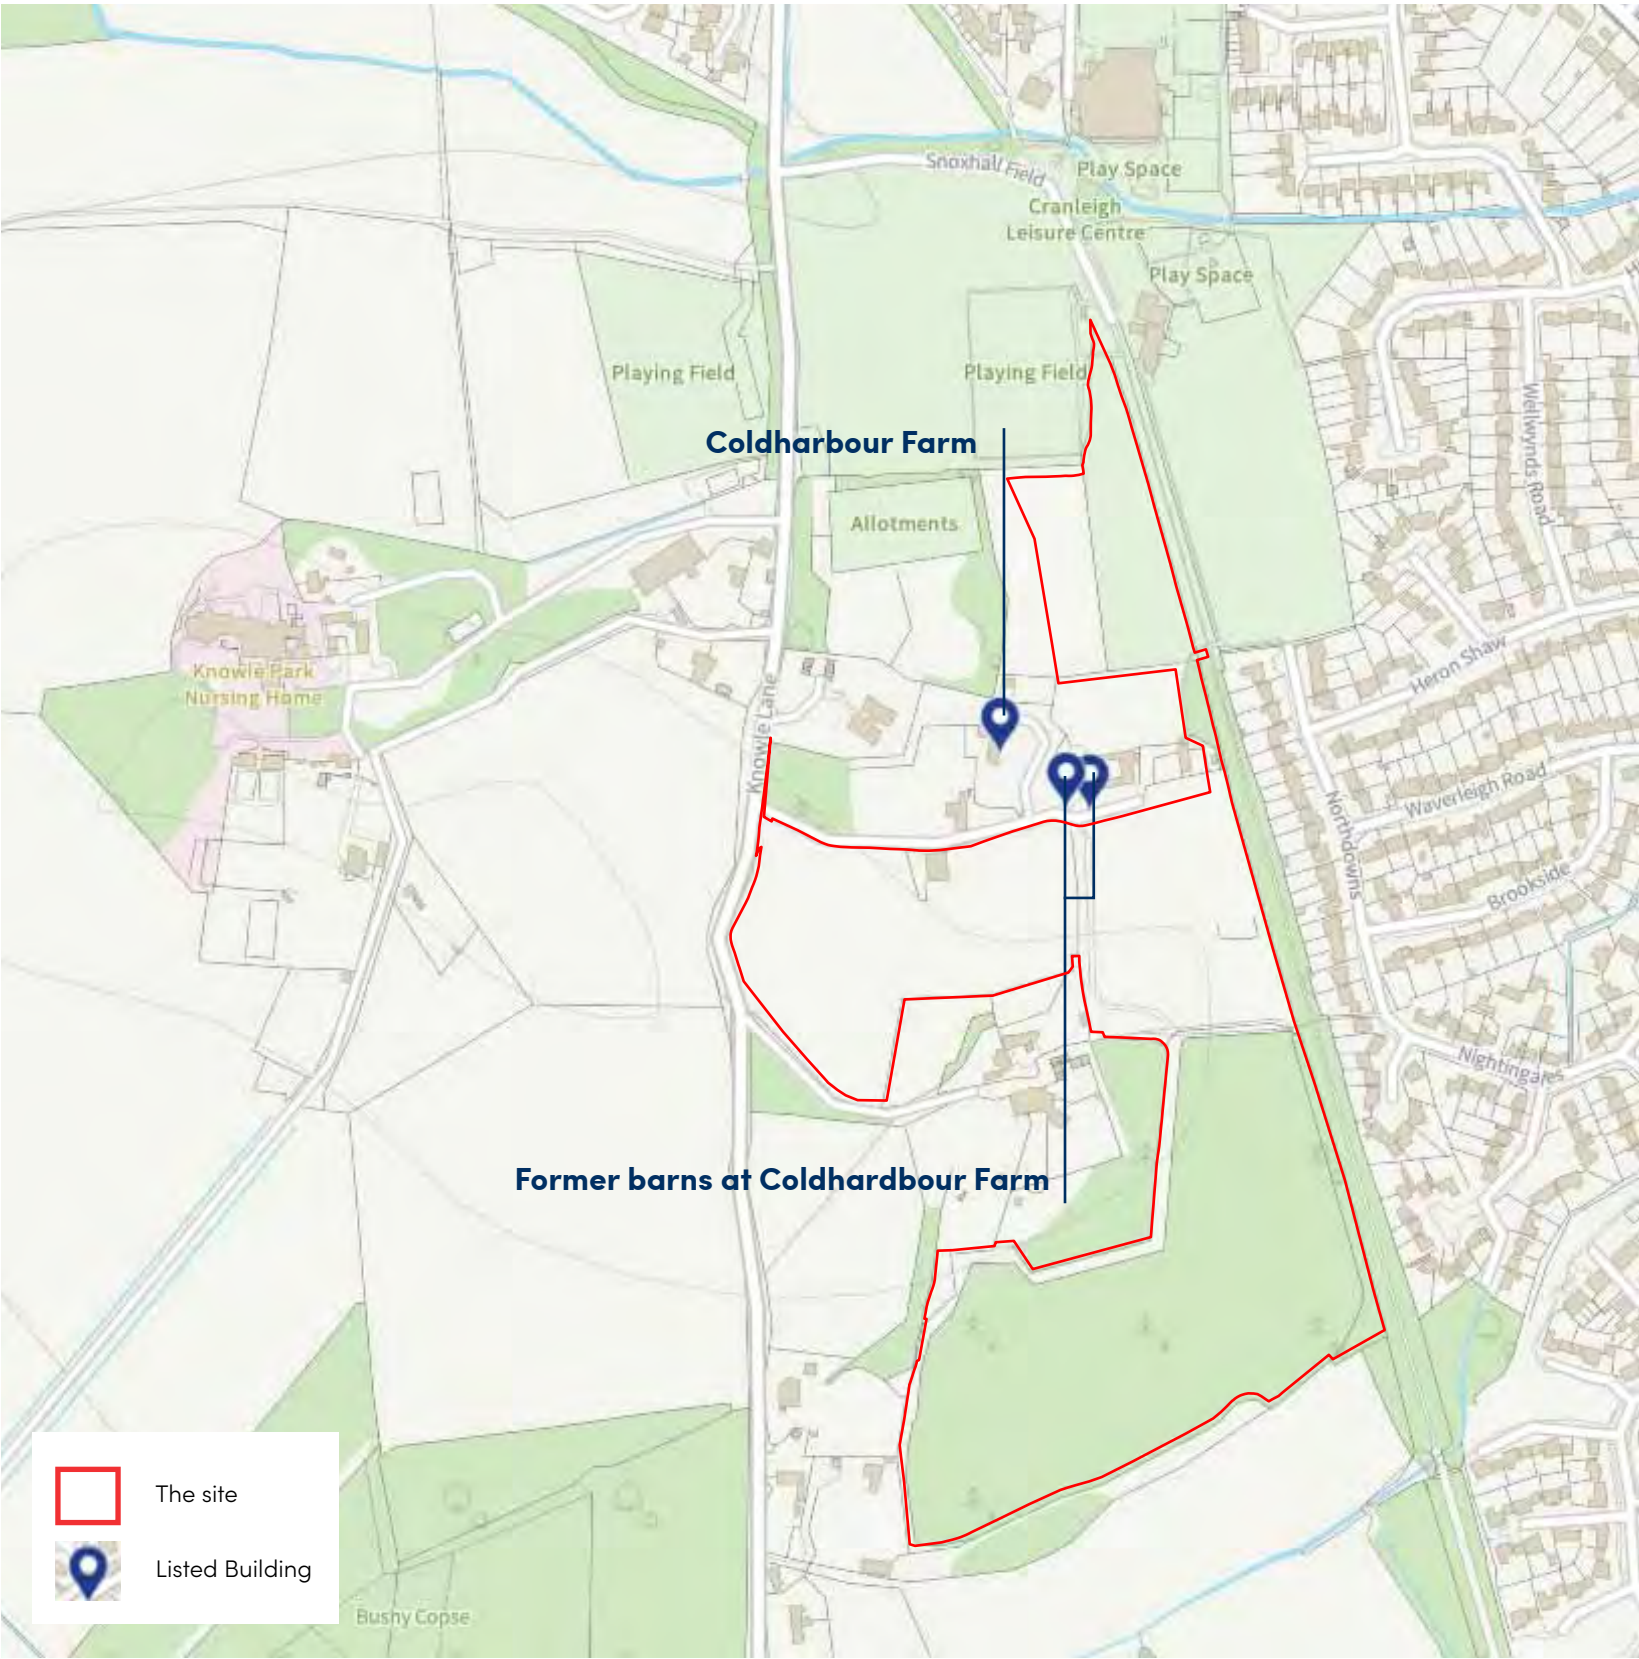 Snoxhall Field
Play Space
Cranleigh
Leisure Centre
Play Space
Playing Field
Playing Field
Wellwynds Road
Coldharbour Farm
Allotments
Knowle Park
Nursing Home
Heron Shaw
Knowle Lane
Waverleigh Road
Northdowns
Brookside
Nightingales
Former barns at Coldhardbour Farm
The site
Listed Building
Bushy Copse